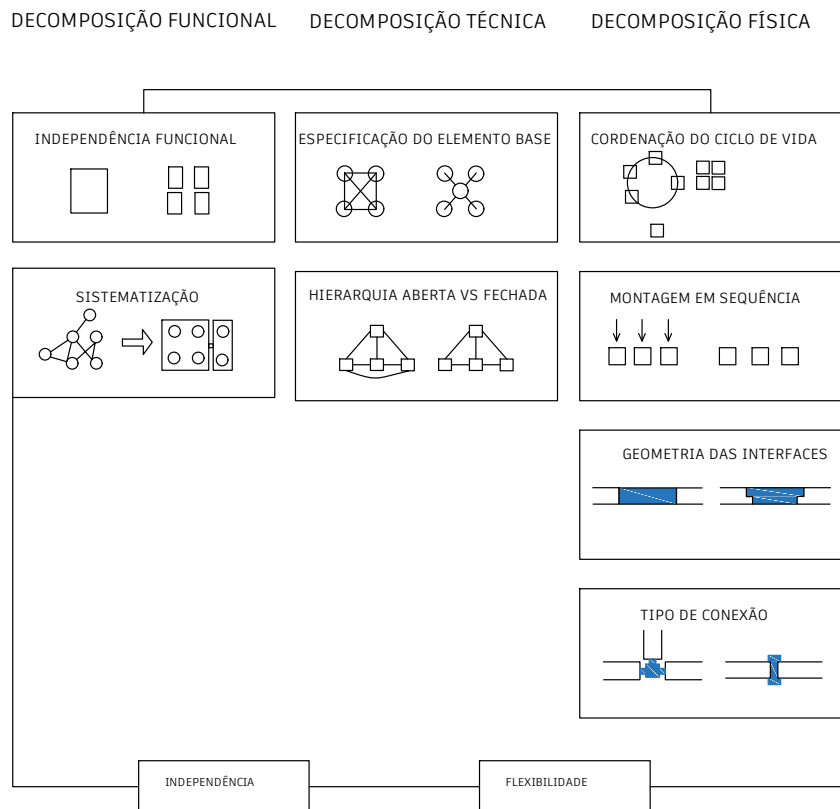 DECOMPOSIÇÃO FUNCIONAL
DECOMPOSIÇÃO TÉCNICA
DECOMPOSIÇÃO FÍSICA
INDEPENDÊNCIA FUNCIONAL
ESPECIFICAÇÃO DO ELEMENTO BASE
CORDENAÇÃO DO CICLO DE VIDA
SISTEMATIZAÇÃO
HIERARQUIA ABERTA VS FECHADA
MONTAGEM EM SEQUÊNCIA
GEOMETRIA DAS INTERFACES
TIPO DE CONEXÃO
INDEPENDÊNCIA
FLEXIBILIDADE